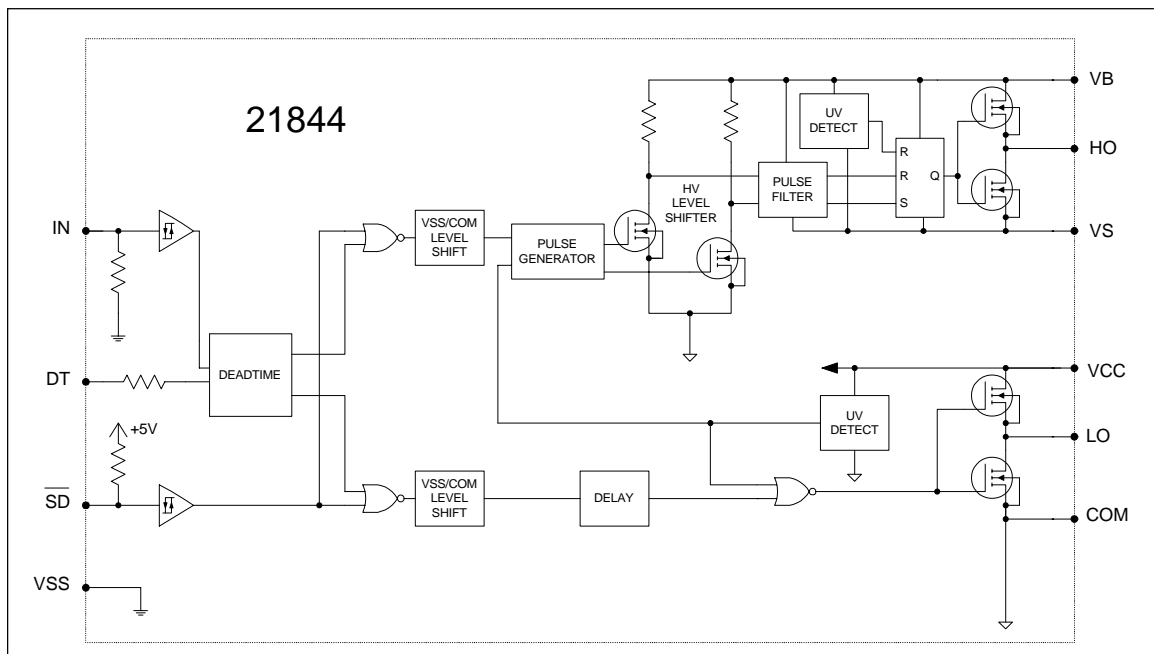 21844
VB
UV
DETECT
HO
R
R
Q
S
PULSE
FILTER
HV
LEVEL
SHIFTER
IN
VSS/COM
LEVEL
SHIFT
PULSE
GENERATOR
VS
DEADTIME
DT
VCC
+5V
UV
DETECT
LO
SD
VSS/COM
LEVEL
SHIFT
DELAY
COM
VSS